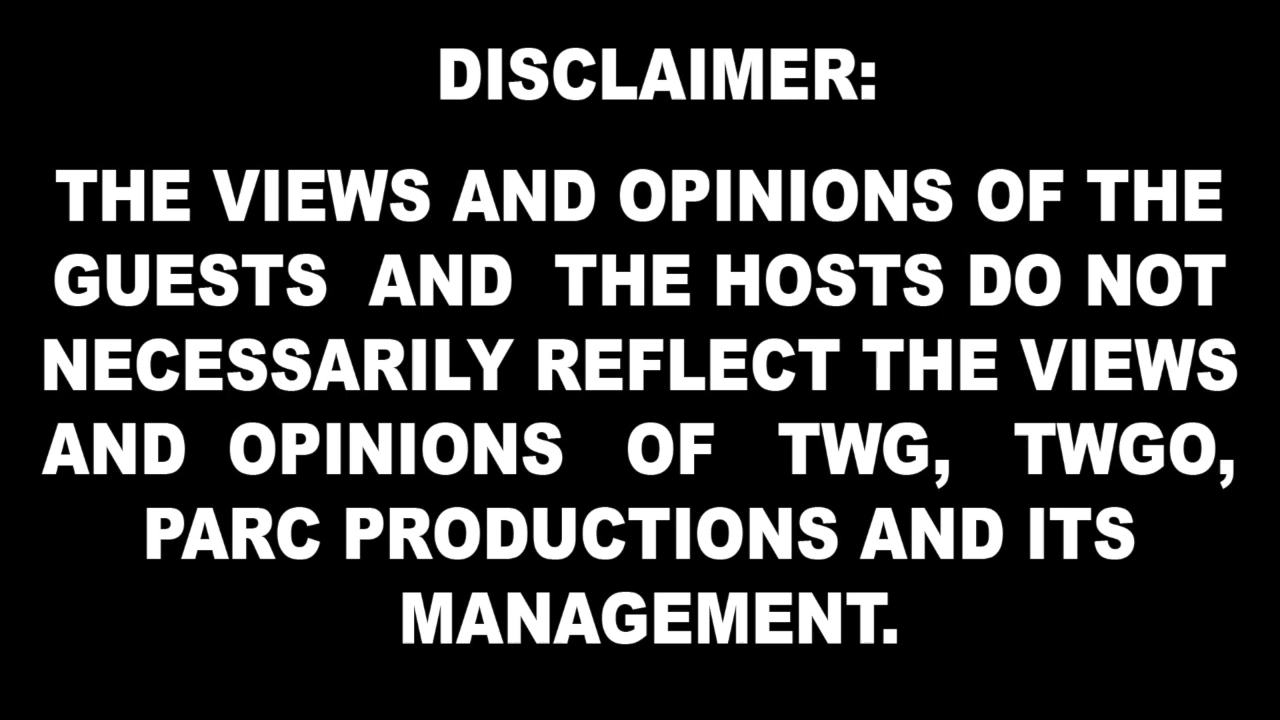 DISCLAIMER:
THE VIEWS AND OPINIONS OF THE
GUESTS AND THE HOSTS DO NOT
NECESSARILY REFLECT THE VIEWS
AND OPINIONS OF TWG, TWGO,
PARC PRODUCTIONS AND ITS
MANAGEMENT.